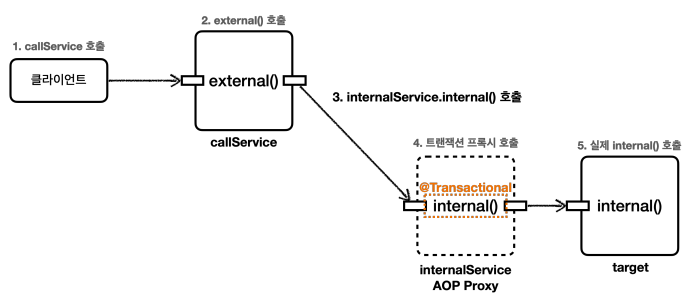 1. callService 호출
클라이언트
2. external() 호출
external()
callService
3. internalService.internal() 호출
4. 트랜잭션 프록시 호출
@Transactional
internal()
internalService
AOP Proxy
5. 실제 internal() 호출
internal()
target